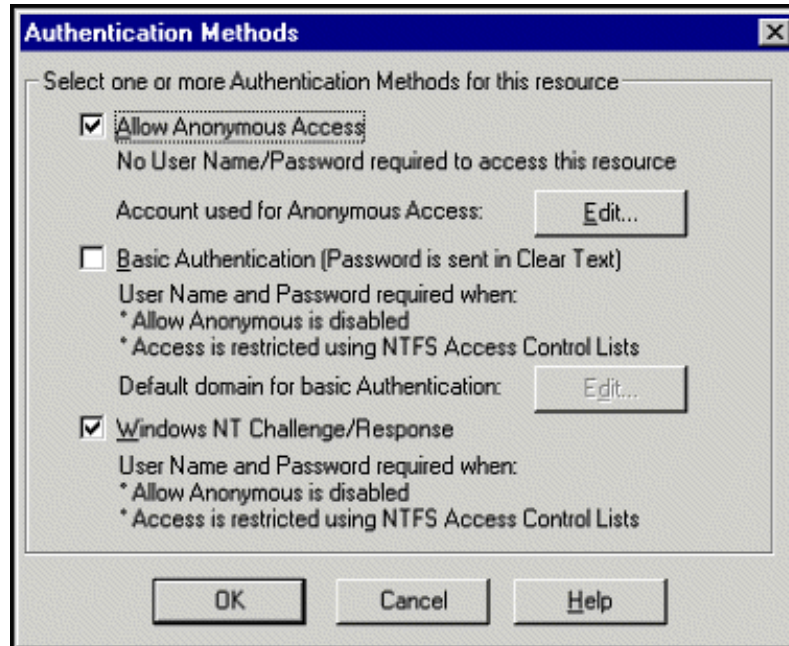 Authentication Methods
Select one or more Authentication Methods for this resource
Allow Anonymous Access
No User Name/Password required to access this resource
Account used for Anonymous Access: Edit...
Basic Authentication (Password is sent in Clear Text)
User Name and Password required when:
* Allow Anonymous is disabled
* Access is restricted using NTFS Access Control Lists
Default domain for basic Authentication: Edit...
Windows NT Challenge/Response
User Name and Password required when:
* Allow Anonymous is disabled
* Access is restricted using NTFS Access Control Lists
OK Cancel Help